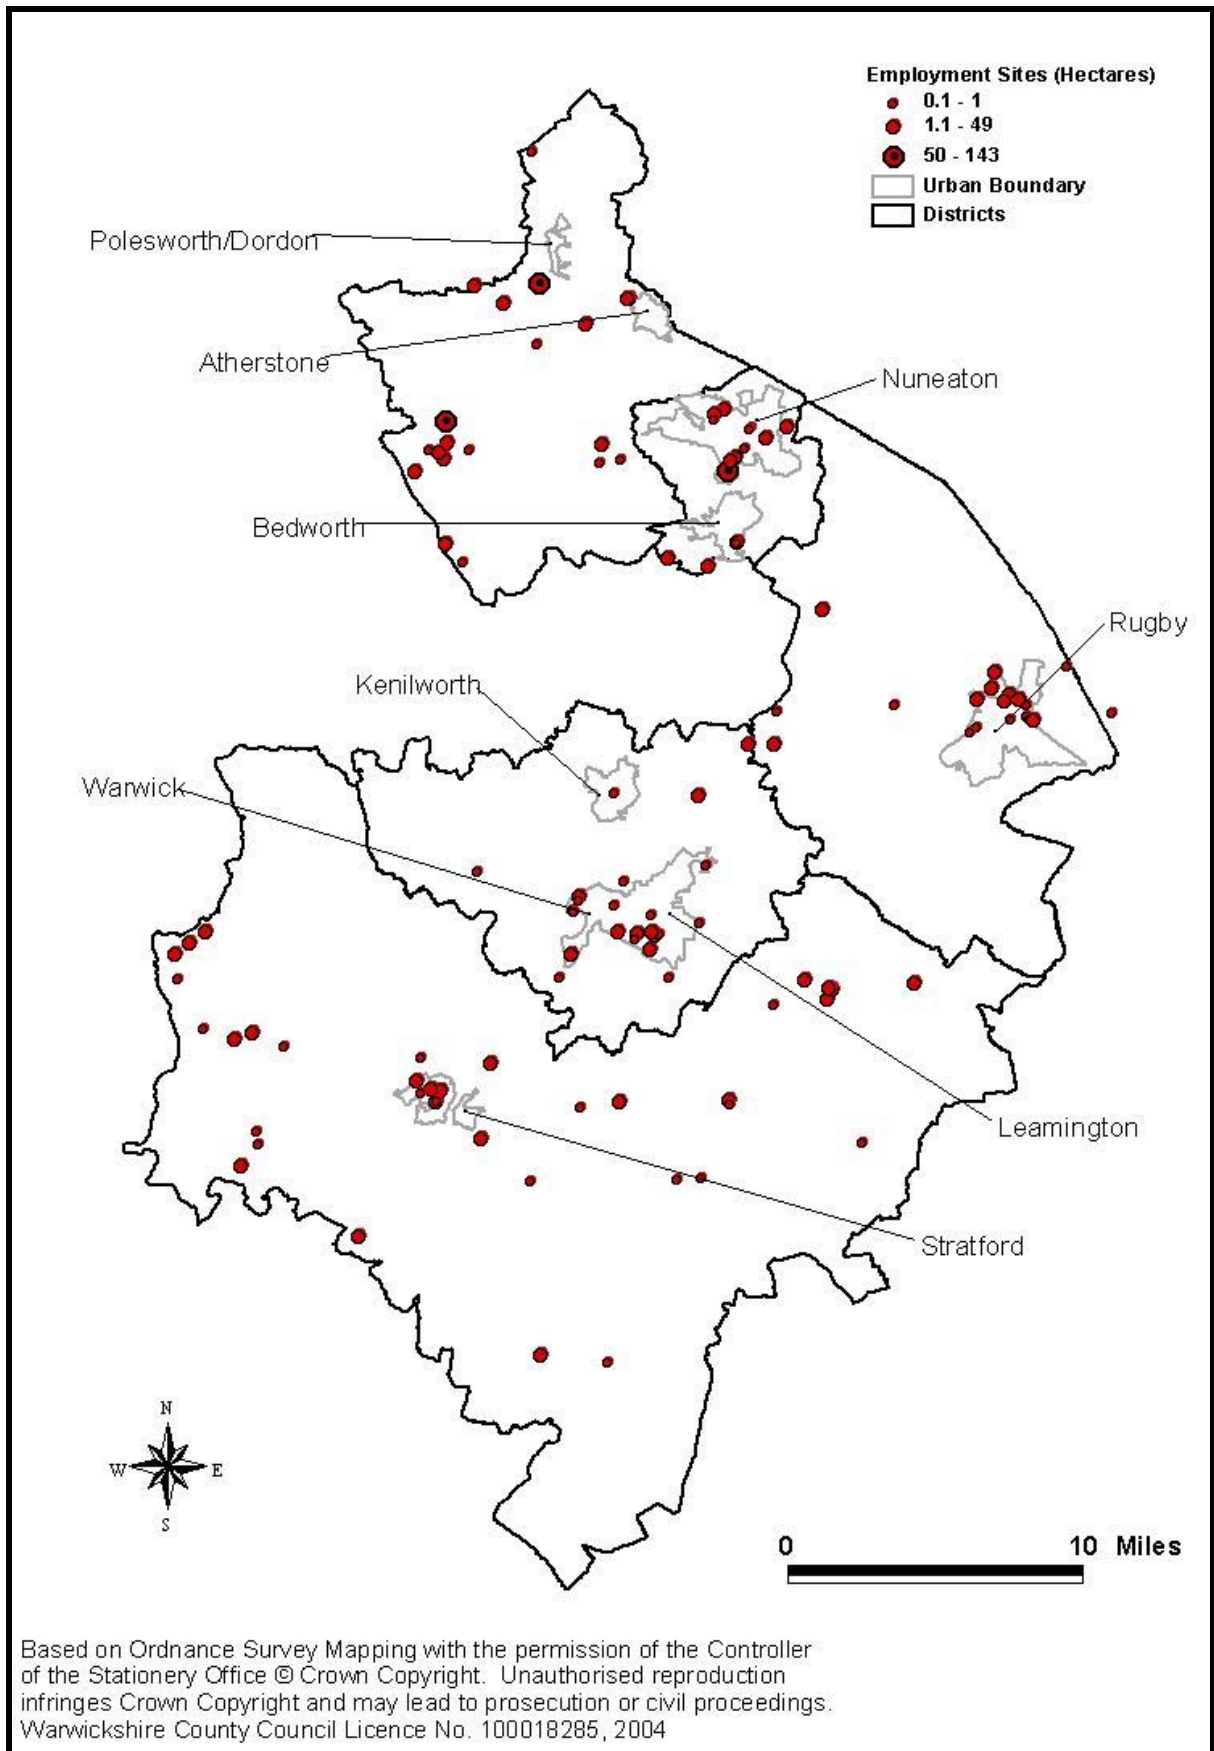 Employment Sites (Hectares)
0.1 - 1
1.1 - 49
50 - 143
Urban Boundary
Districts
Polesworth/Dordon
Atherstone
Nuneaton
Bedworth
Rugby
Kenilworth
Warwick
Leamington
Stratford
N
W E
S
0 10 Miles
Based on Ordnance Survey Mapping with the permission of the Controller
of the Stationery Office © Crown Copyright. Unauthorised reproduction
infringes Crown Copyright and may lead to prosecution or civil proceedings.
Warwickshire County Council Licence No. 100018285, 2004